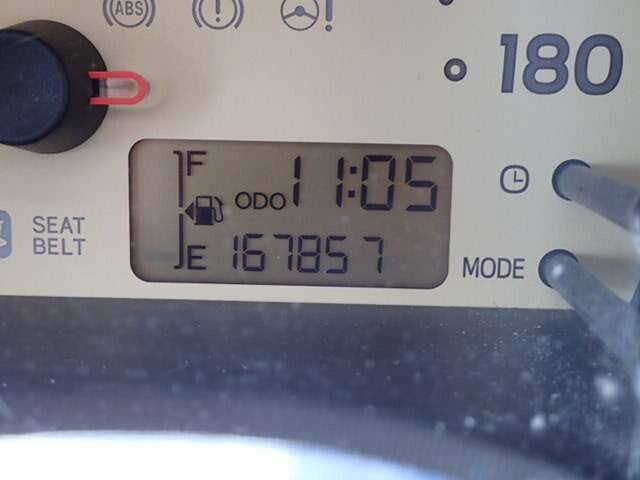 ABS
180
F
11:05
ODO
SEAT
BELT
E 167857
MODE